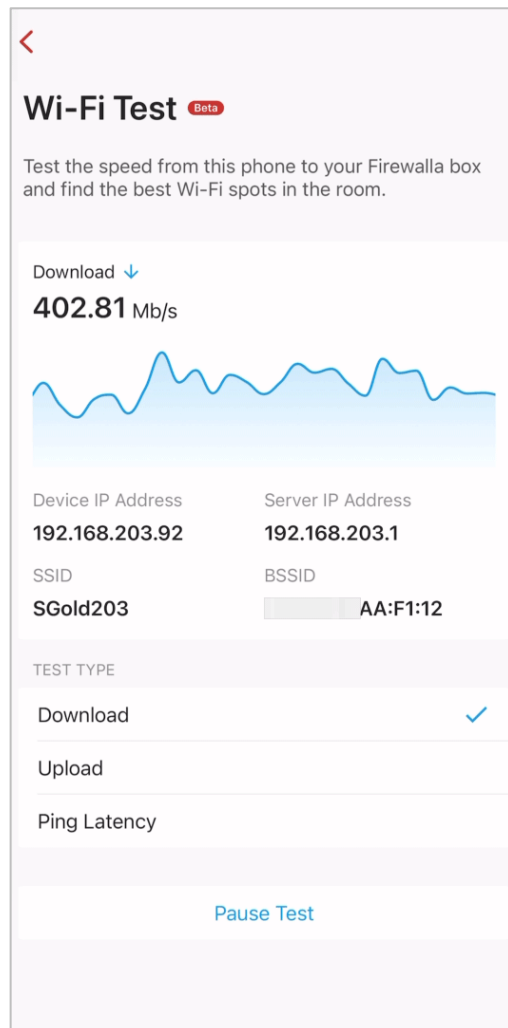 Wi-Fi Test Beta
Test the speed from this phone to your Firewalla box
and find the best Wi-Fi spots in the room.
Download ↓
402.81 Mb/s
Device IP Address Server IP Address
192.168.203.92 192.168.203.1
SSID BSSID
SGold203 AA:F1:12
TEST TYPE
Download
Upload
Ping Latency
Pause Test